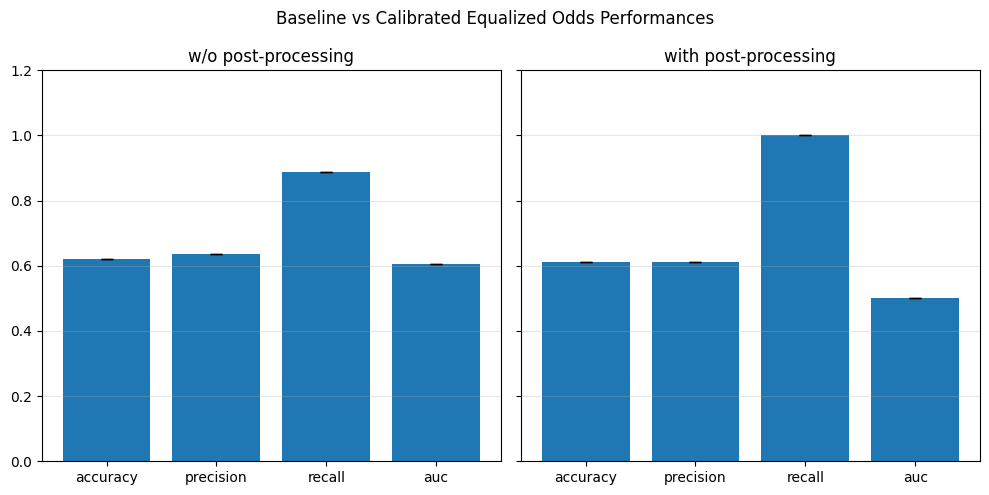 Baseline vs Calibrated Equalized Odds Performances
w/o post-processing
with post-processing
1.2
1.0
0.8
0.6
0.4
0.2
0.0
accuracy precision recall auc
accuracy precision recall auc